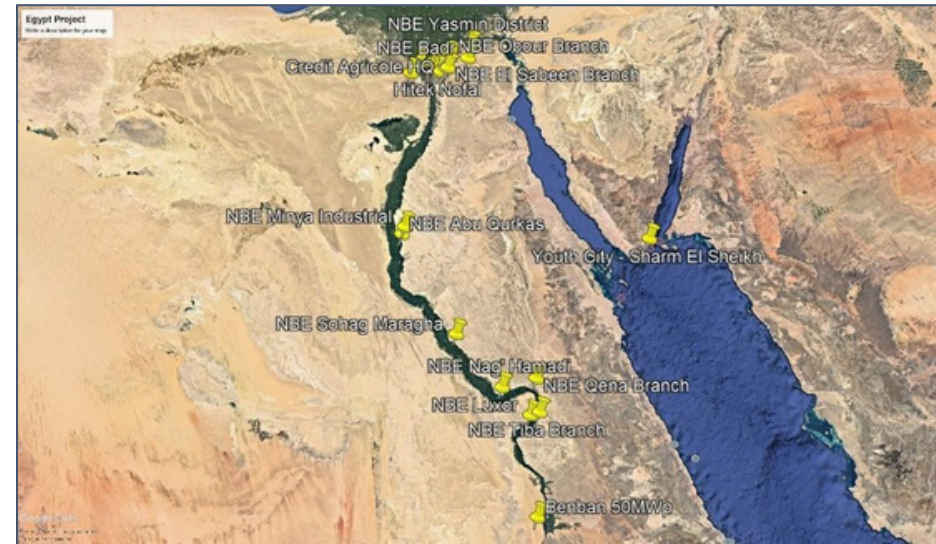 Egypt Project
Write a description for your map.
NBE Yasmin District
NBE Badr
NBE Obour Branch
Credit Agricole HQ
NBE El Sabeen Branch
Hitek Nofal
NBE Minya Industrial
NBE Abu Qurkas
Youth City - Sharm El Sheikh
NBE Sohag Maragha
NBE Nag' Hamadi
NBE Qena Branch
NBE Luxor
NBE Tiba Branch
Benban 50MWp